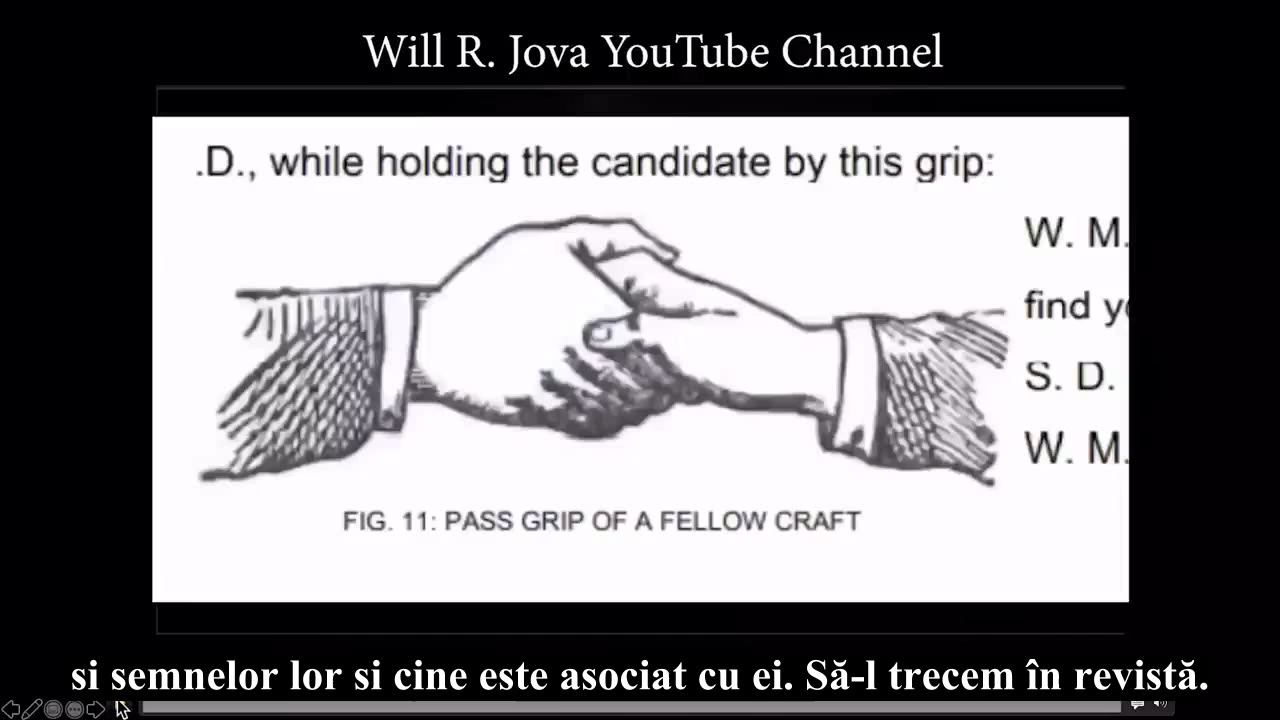 Will R. Jova YouTube Channel
.D., while holding the candidate by this grip:
W. M.
find
S. D.
W. M.
FIG. 11: PASS GRIP OF A FELLOW CRAFT
si semnelor lor si cine este asociat cu ei. Să-l trecem în revistă.